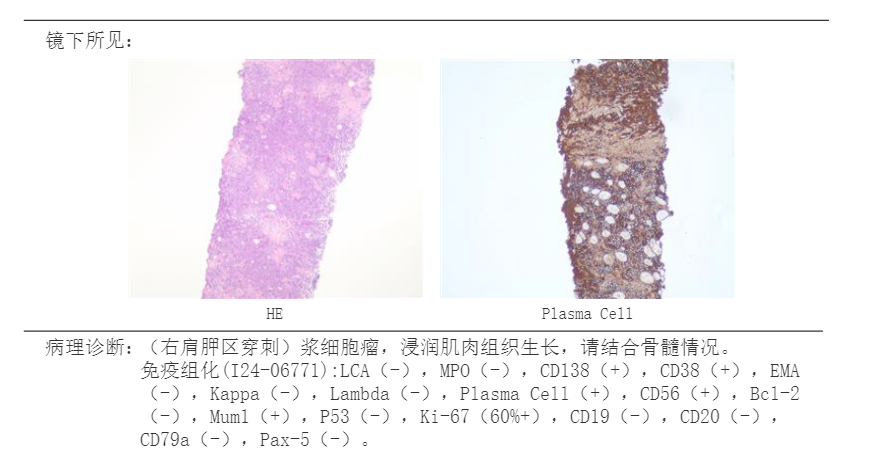 镜下所见：
HE
Plasma Cell
病理诊断：（右肩胛区穿刺）浆细胞瘤，浸润肌肉组织生长，请结合骨髓情况。
免疫组化(I24-06771):LCA（-），MPO（-），CD138（+），CD38（+），EMA
（-），Kappa（-），Lambda（-），Plasma Cell（+），CD56（+），Bcl-2
（-），Mum1（+），P53（-），Ki-67（60%+），CD19（-），CD20（-），
CD79a（-），Pax-5（-）。